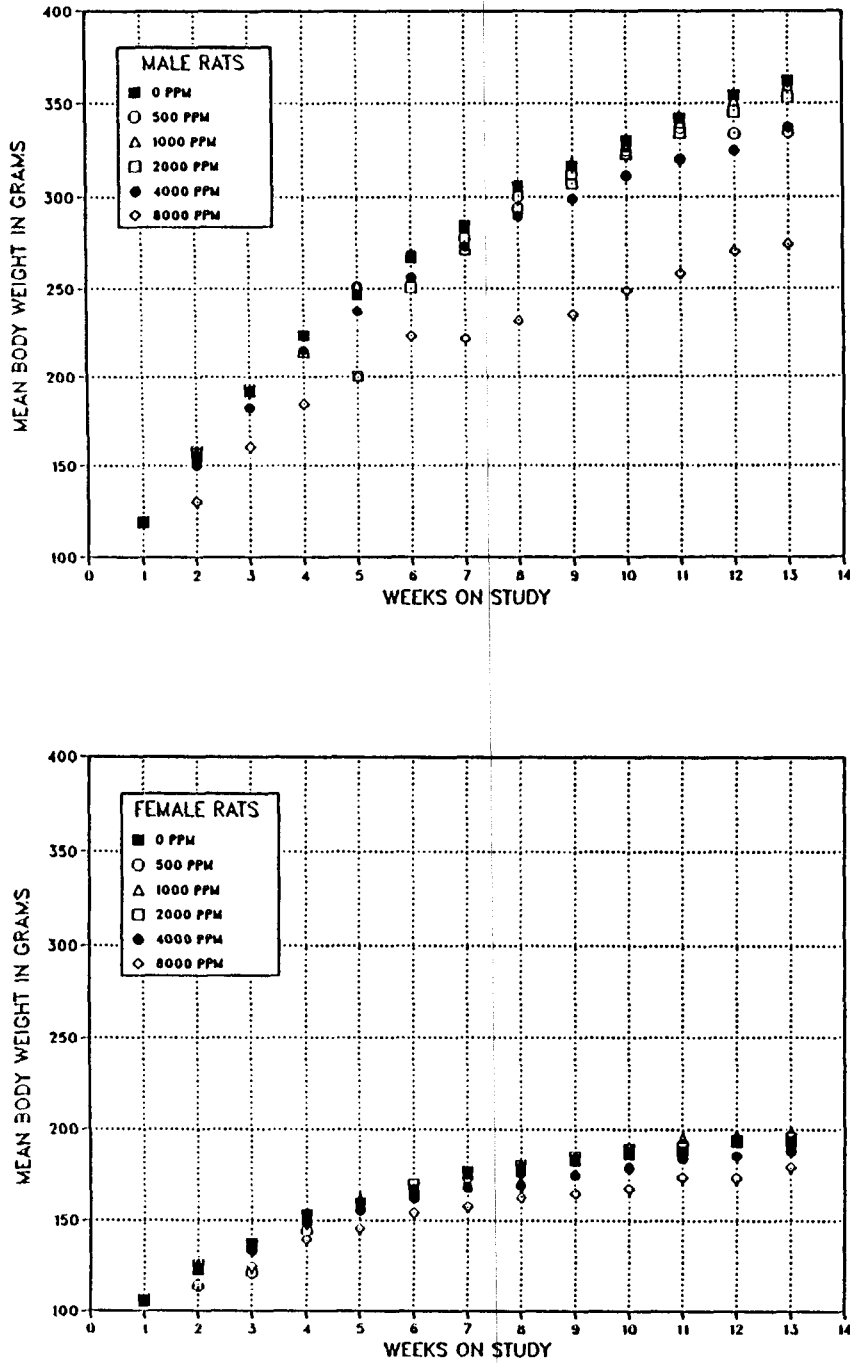 400
350
300
250
200
150
100
MEAN BODY WEIGHT IN GRAMS
MALE RATS
0 PPM
500 PPM
1000 PPM
2000 PPM
4000 PPM
8000 PPM
0 1 2 3 4 5 6 7 8 9 10 11 12 13 14
WEEKS ON STUDY
400
350
300
250
200
150
100
MEAN BODY WEIGHT IN GRAMS
FEMALE RATS
0 PPM
500 PPM
1000 PPM
2000 PPM
4000 PPM
8000 PPM
0 1 2 3 4 5 6 7 8 9 10 11 12 13 14
WEEKS ON STUDY